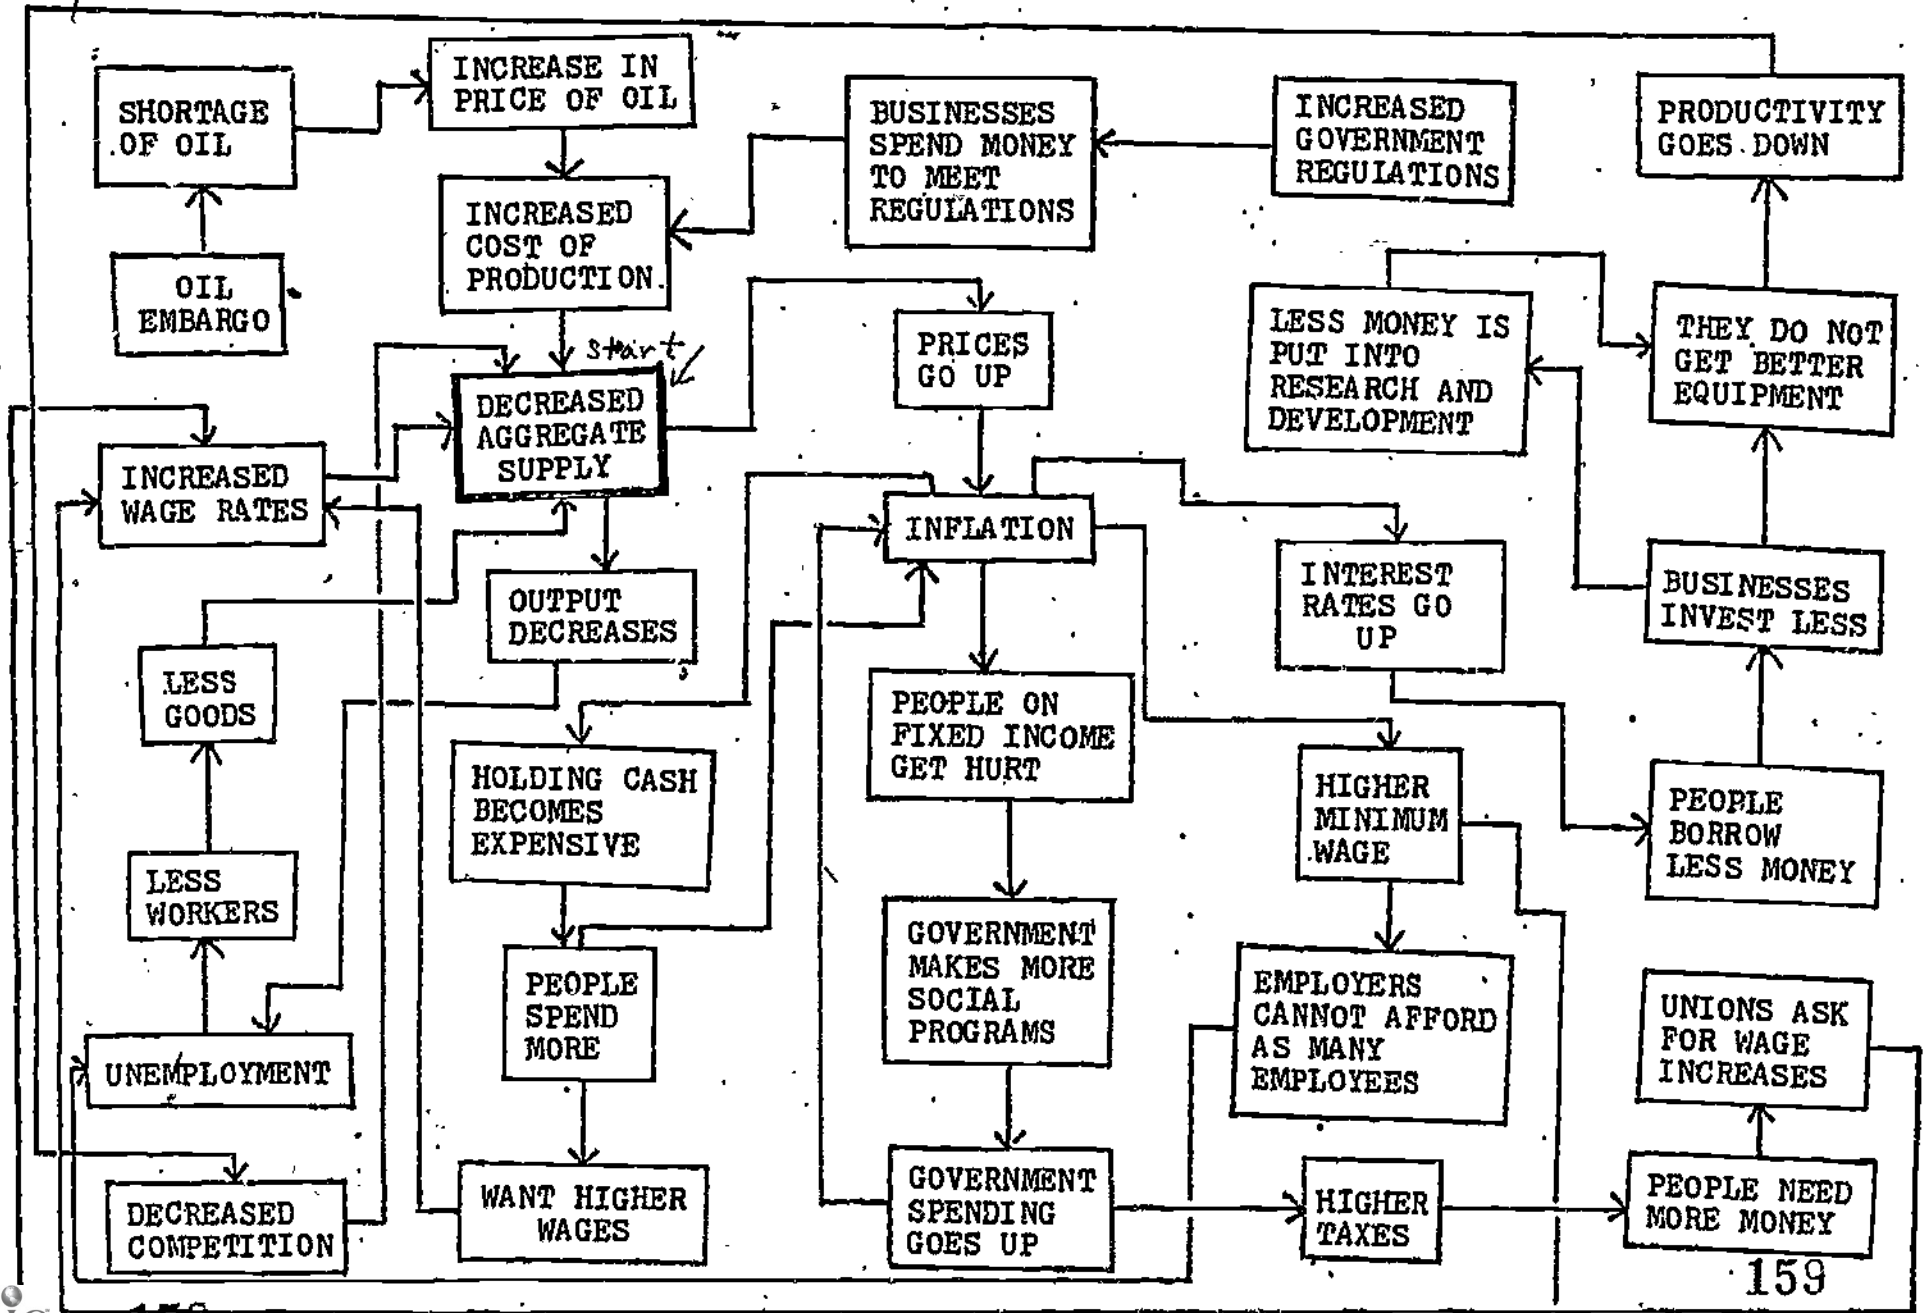 INCREASE IN
PRICE OF OIL
SHORTAGE
OF OIL
BUSINESSES
SPEND MONEY
TO MEET
REGULATIONS
INCREASED
GOVERNMENT
REGULATIONS
PRODUCTIVITY
GOES DOWN
INCREASED
COST OF
PRODUCTION
OIL
EMBARGO
start
PRICES
GO UP
LESS MONEY IS
PUT INTO
RESEARCH AND
DEVELOPMENT
THEY DO NOT
GET BETTER
EQUIPMENT
DECREASED
AGGREGATE
SUPPLY
INCREASED
WAGE RATES
INFLATION
INTEREST
RATES GO
UP
BUSINESSES
INVEST LESS
OUTPUT
DECREASES
LESS
GOODS
PEOPLE ON
FIXED INCOME
GET HURT
HOLDING CASH
BECOMES
EXPENSIVE
HIGHER
MINIMUM
WAGE
PEOPLE
BORROW
LESS MONEY
LESS
WORKERS
GOVERNMENT
MAKES MORE
SOCIAL
PROGRAMS
PEOPLE
SPEND
MORE
EMPLOYERS
CANNOT AFFORD
AS MANY
EMPLOYEES
UNIONS ASK
FOR WAGE
INCREASES
UNEMPLOYMENT
DECREASED
COMPETITION
WANT HIGHER
WAGES
GOVERNMENT
SPENDING
GOES UP
HIGHER
TAXES
PEOPLE NEED
MORE MONEY
159